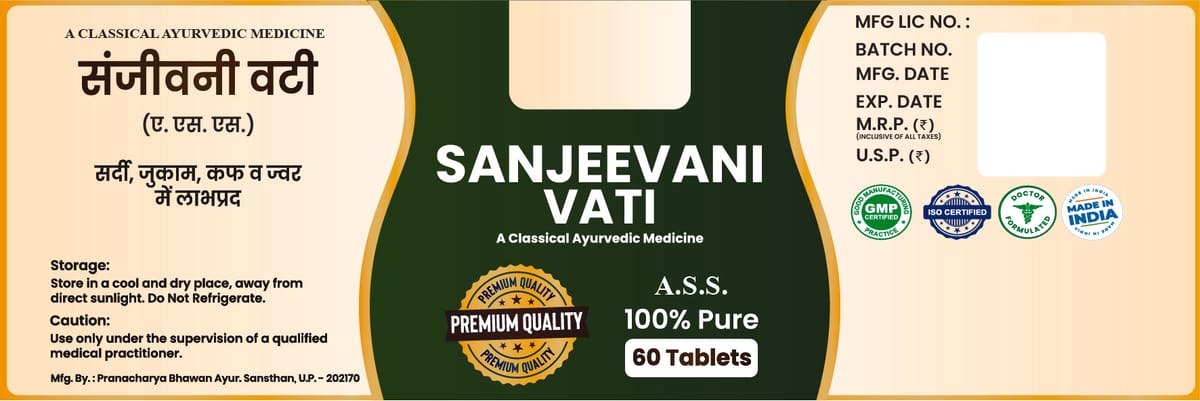 A CLASSICAL AYURVEDIC MEDICINE
संजीवनी वटी
(ए. एस. एस.)
सर्दी, जुकाम, कफ व ज्वर
में लाभप्रद
Storage:
Store in a cool and dry place, away from
direct sunlight. Do Not Refrigerate.
Caution:
Use only under the supervision of a qualified
medical practitioner.
Mfg. By. : Pranacharya Bhawan Ayur. Sansthan, U.P. - 202170
SANJEEVANI
VATI
A Classical Ayurvedic Medicine
PREMIUM QUALITY
PREMIUM QUALITY
PREMIUM QUALITY
A.S.S.
100% Pure
60 Tablets
MFG LIC NO. :
BATCH NO.
MFG. DATE
EXP. DATE
M.R.P. (₹)
(INCLUSIVE OF ALL TAXES)
U.S.P. (₹)
GOOD MANUFACTURING
GMP
CERTIFIED
PRACTICE
ISO CERTIFIED
DOCTOR
FORMULATED
MADE IN INDIA
MADE IN
INDIA
MADE IN INDIA